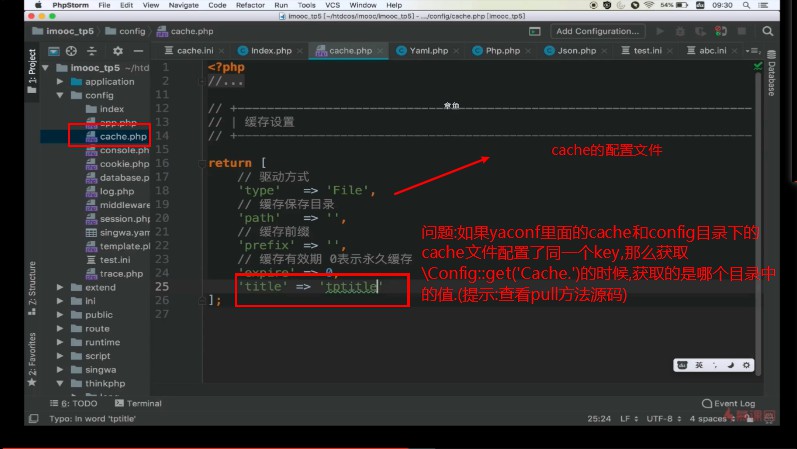 PhpStorm File Edit View Navigate Code Refactor Run Tools VCS Window Help 54% 09:30
imooc_tp5 [~/htdcos/imooc/imooc_tp5] - .../config/cache.php [imooc_tp5]
imooc_tp5 config cache.php Add Configuration...
1: Project
cache.ini Index.php cache.php Yaml.php Php.php Json.php test.ini abc.ini
Database
imooc_tp5 ~/htd
application
config
index
app.php
cache.php
console.ph
cookie.php
database.p
log.php
middleware
session.php
singwa.yam
template.p
test.ini
trace.php
extend
ini
public
route
runtime
script
singwa
thinkphp
7: Structure
2: Favorites
1 <?php
2 //...
11
12 // +----------------------------------------------------------------------
13 // | 缓存设置
14 // +----------------------------------------------------------------------
15
16 return [
17 // 驱动方式
18 'type' => 'File',
19 // 缓存保存目录
20 'path' => '',
21 // 缓存前缀
22 'prefix' => '',
23 // 缓存有效期 0表示永久缓存
24 'expire' => 0,
25 'title' => 'tptitle'
26 ];
27
cache的配置文件
问题:如果yaconf里面的cache和config目录下的
cache文件配置了同一个key,那么获取
\Config::get('Cache.')的时候,获取的是哪个目录中
的值.(提示:查看pull方法源码)
英
6: TODO Terminal Event Log
Typo: In word 'tptitle' 25:24 LF UTF-8 4 spaces
慕课网